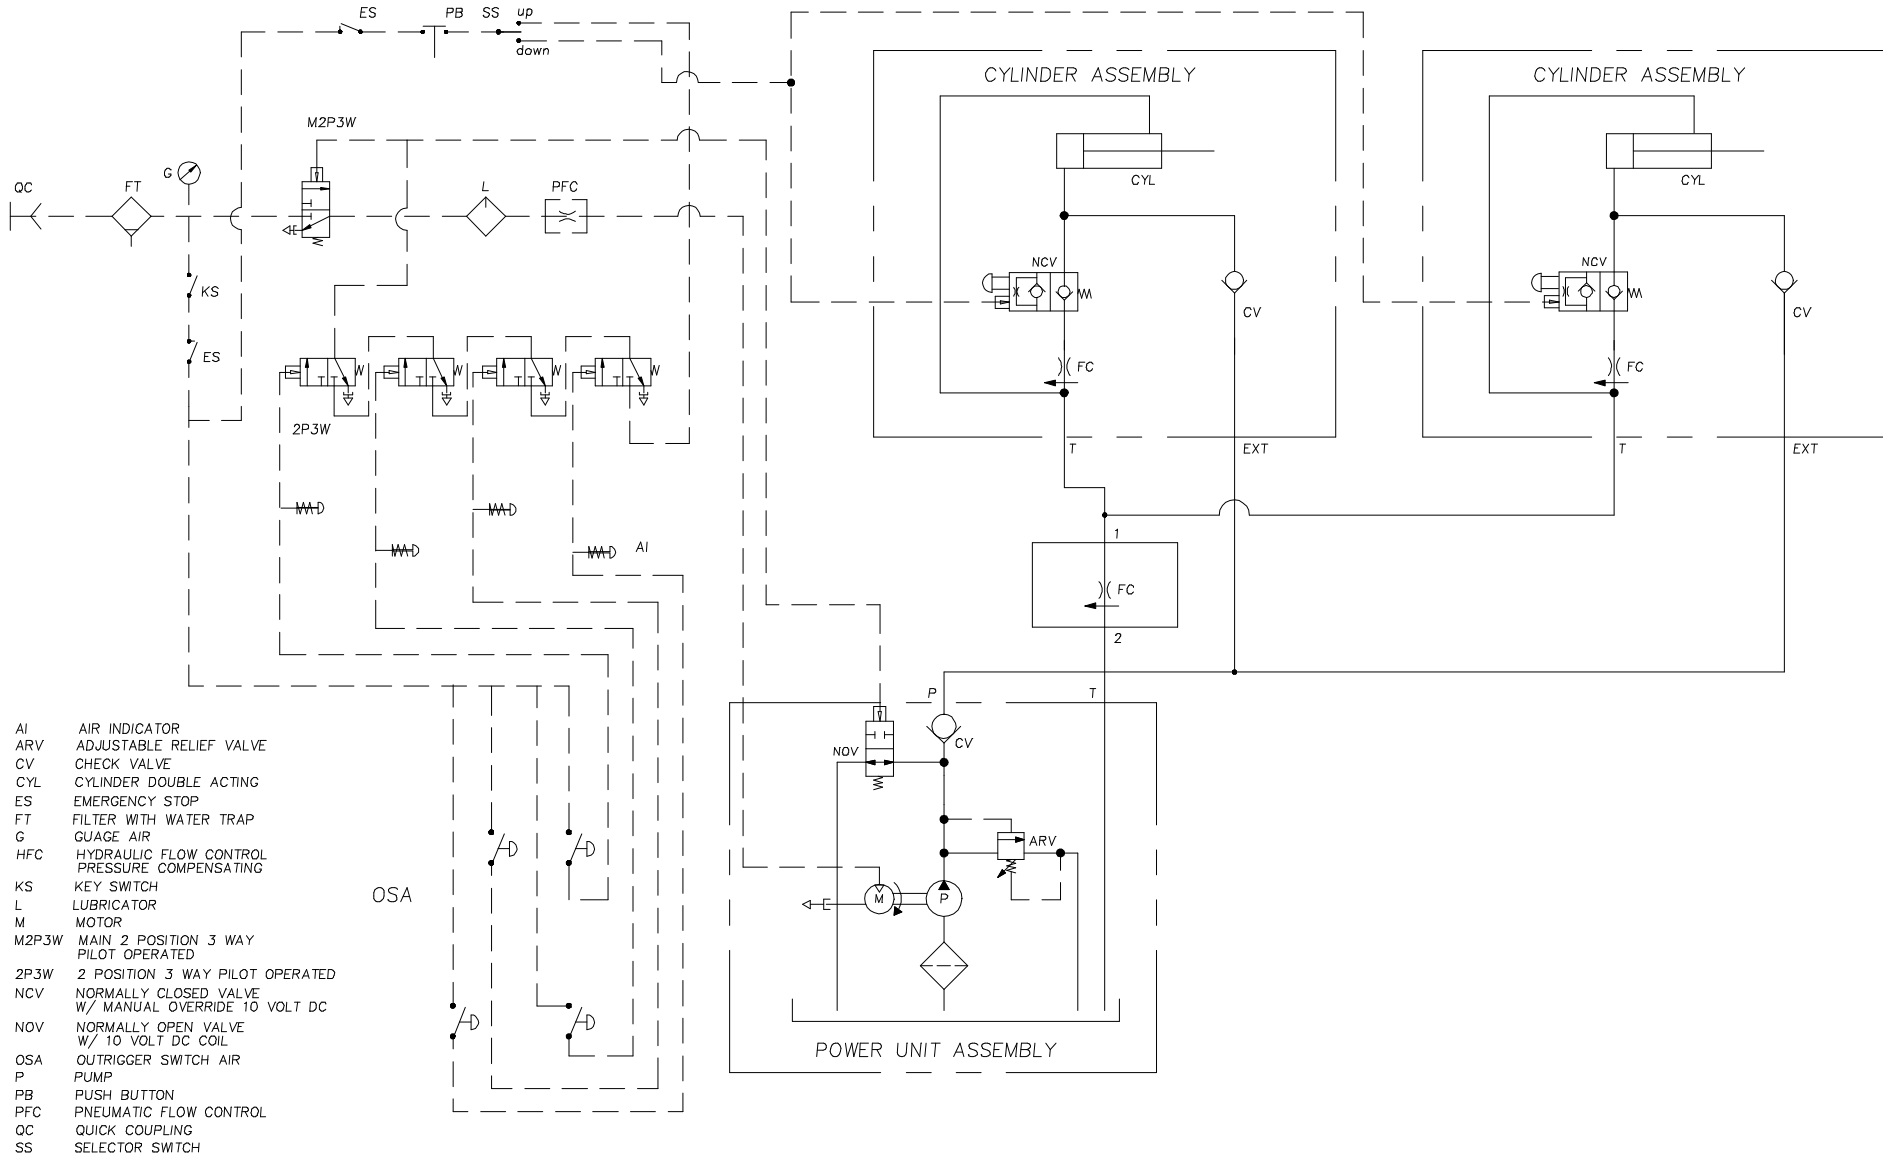 ES
PB
SS
up
down
CYLINDER ASSEMBLY
CYLINDER ASSEMBLY
M2P3W
G
QC
FT
L
PFC
CYL
CYL
NCV
NCV
KS
CV
CV
ES
FC
FC
2P3W
T
EXT
T
EXT
AI
1
FC
2
P
T
NOV
CV
ARV
M
P
OSA
POWER UNIT ASSEMBLY
AI AIR INDICATOR
ARV ADJUSTABLE RELIEF VALVE
CV CHECK VALVE
CYL CYLINDER DOUBLE ACTING
ES EMERGENCY STOP
FT FILTER WITH WATER TRAP
G GUAGE AIR
HFC HYDRAULIC FLOW CONTROL
PRESSURE COMPENSATING
KS KEY SWITCH
L LUBRICATOR
M MOTOR
M2P3W MAIN 2 POSITION 3 WAY
PILOT OPERATED
2P3W 2 POSITION 3 WAY PILOT OPERATED
NCV NORMALLY CLOSED VALVE
W/ MANUAL OVERRIDE 10 VOLT DC
NOV NORMALLY OPEN VALVE
W/ 10 VOLT DC COIL
OSA OUTRIGGER SWITCH AIR
P PUMP
PB PUSH BUTTON
PFC PNEUMATIC FLOW CONTROL
QC QUICK COUPLING
SS SELECTOR SWITCH